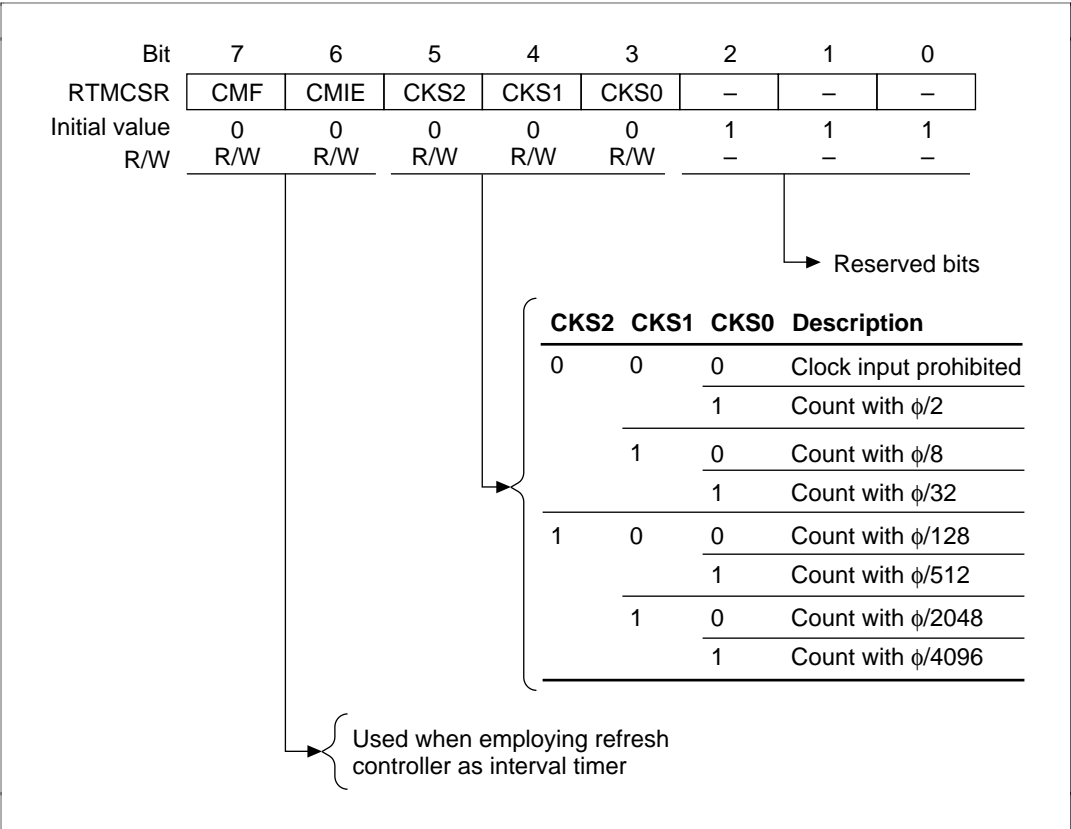 Bit 7 6 5 4 3 2 1 0
RTMCSR CMF CMIE CKS2 CKS1 CKS0 – – –
Initial value 0 0 0 0 0 1 1 1
R/W R/W R/W R/W R/W R/W – – –
Reserved bits
CKS2 CKS1 CKS0 Description
0 0 0 Clock input prohibited
1 Count with ϕ/2
1 0 Count with ϕ/8
1 Count with ϕ/32
1 0 0 Count with ϕ/128
1 Count with ϕ/512
1 0 Count with ϕ/2048
1 Count with ϕ/4096
Used when employing refresh
controller as interval timer